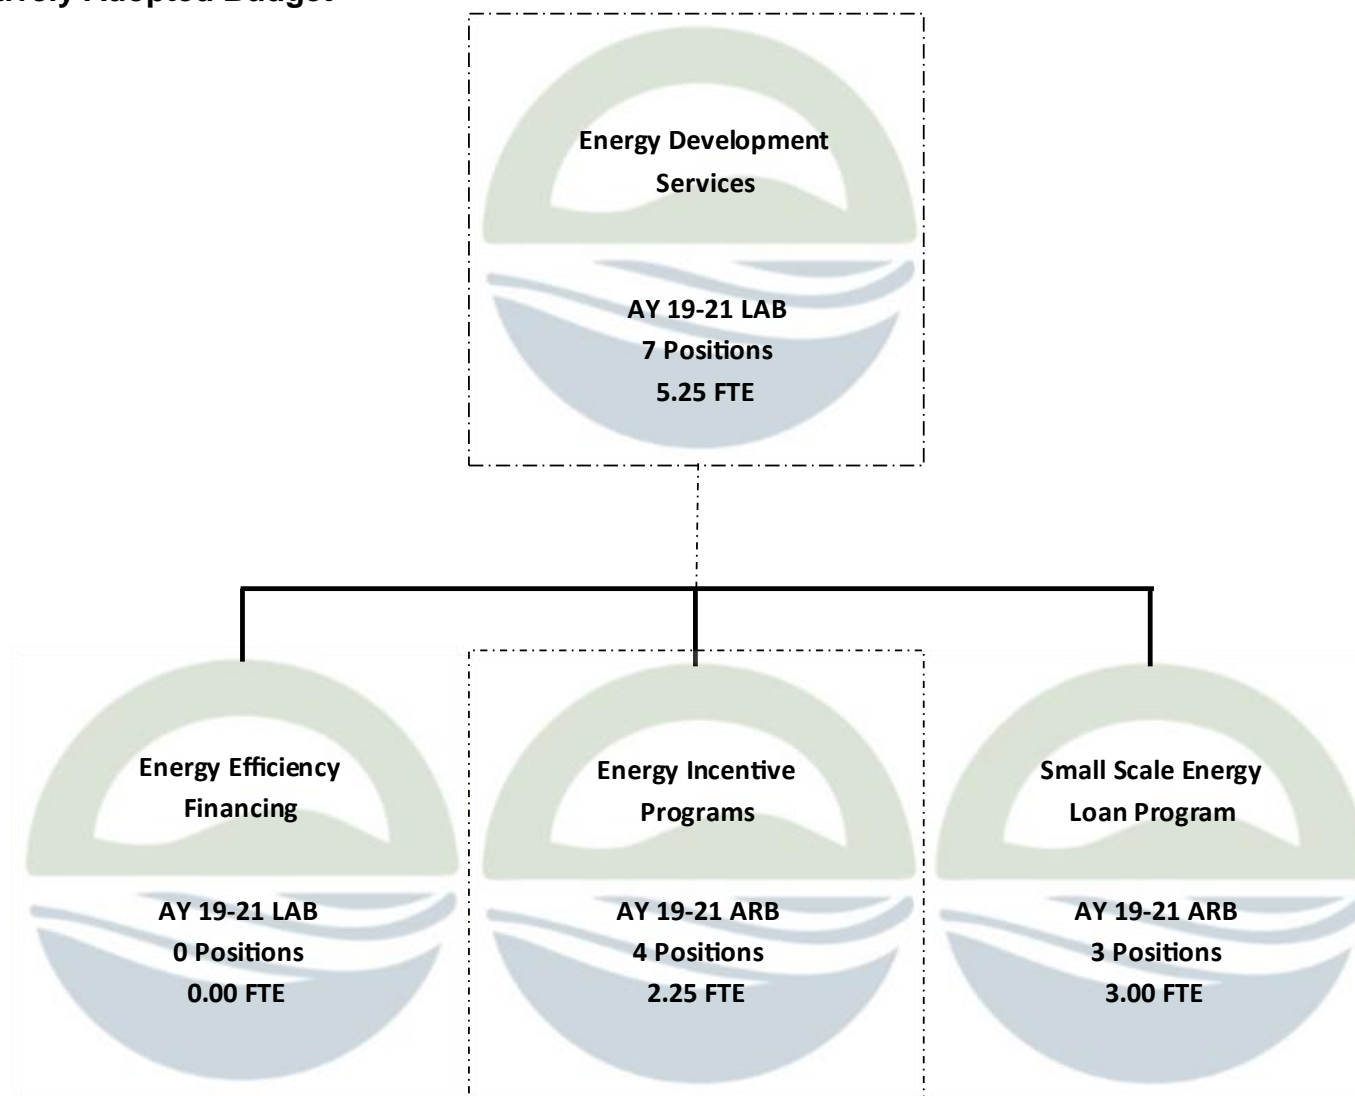 Adopted Budget
Energy Development
Services
AY 19-21 LAB
7 Positions
5.25 FTE
Energy Efficiency
Financing
AY 19-21 LAB
0 Positions
0.00 FTE
Energy Incentive
Programs
AY 19-21 ARB
4 Positions
2.25 FTE
Small Scale Energy
Loan Program
AY 19-21 ARB
3 Positions
3.00 FTE